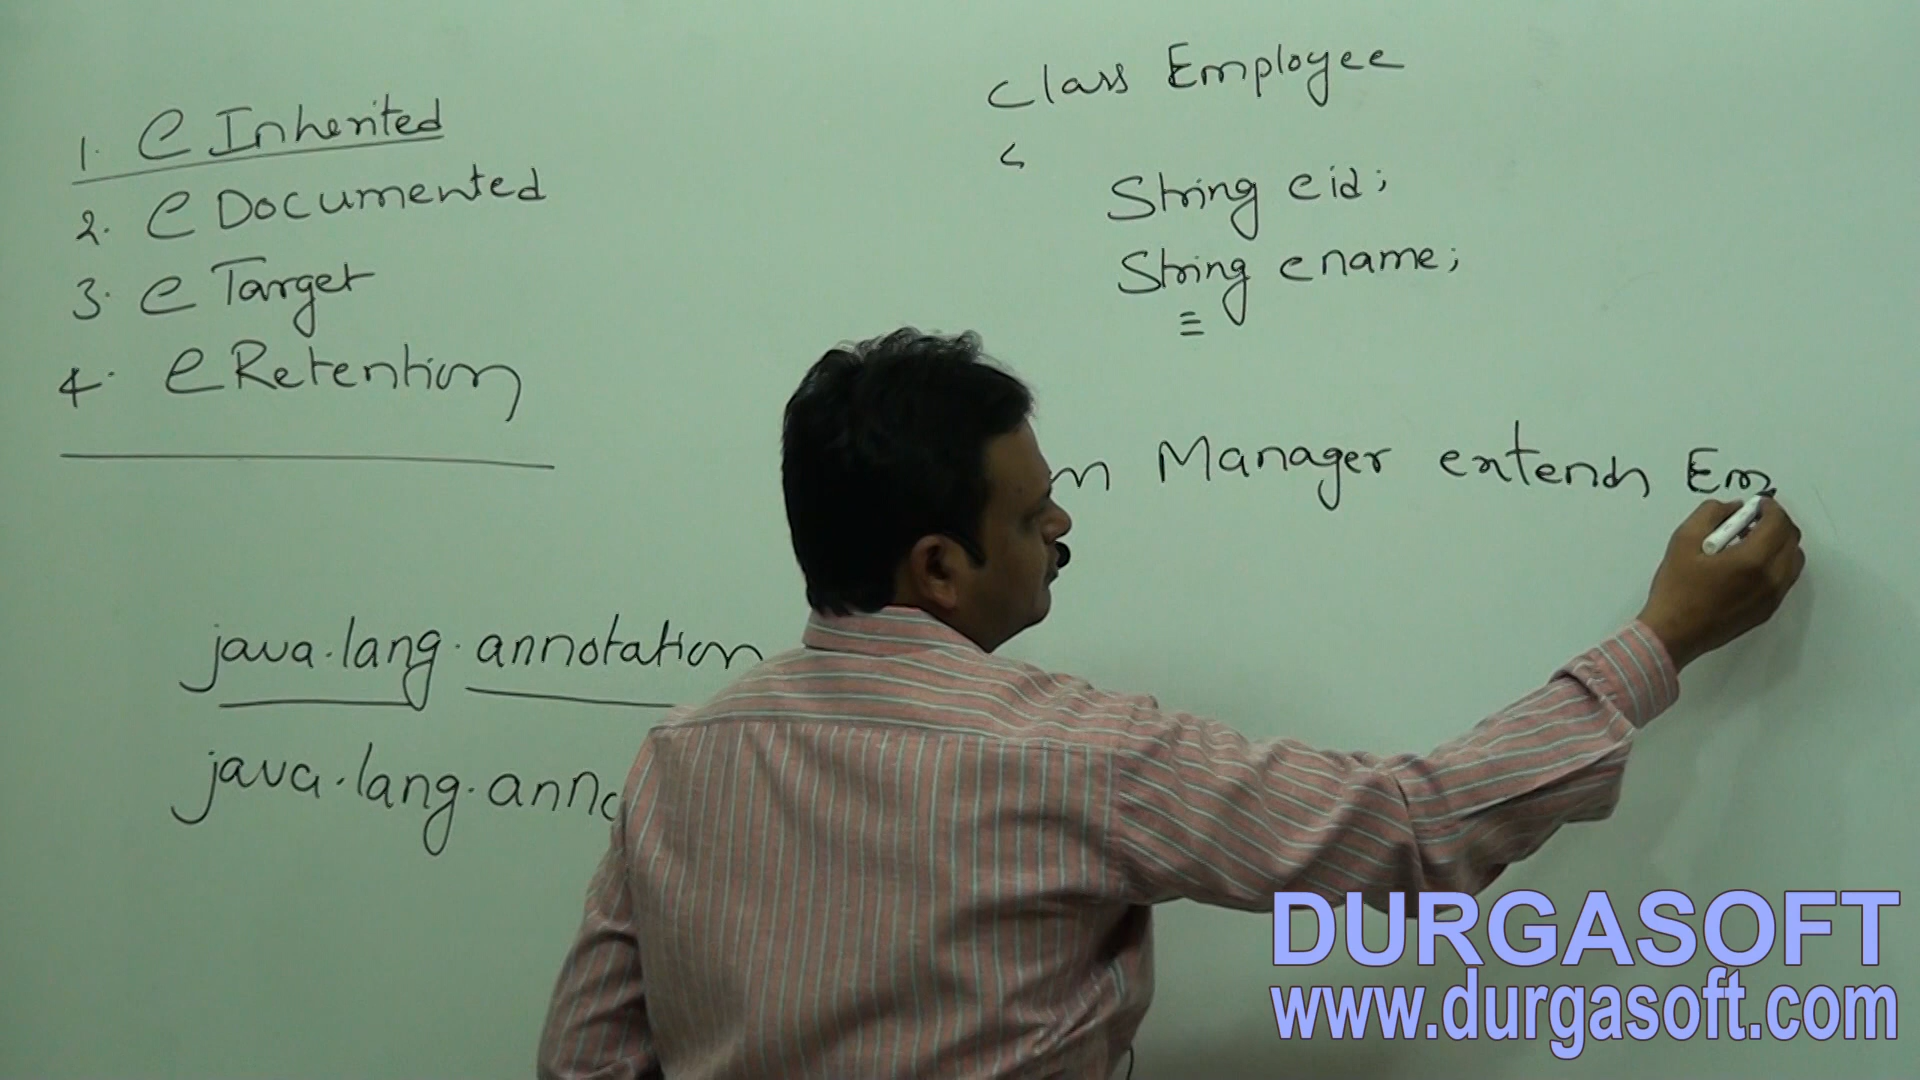 1. @ Inherited
2. @ Documented
3. @ Target
4. @ Retention
java.lang.annotation
java.lang.anno
class Employee
{
String eid;
String ename;
Manager extends Em
DURGASOFT
www.durgasoft.com